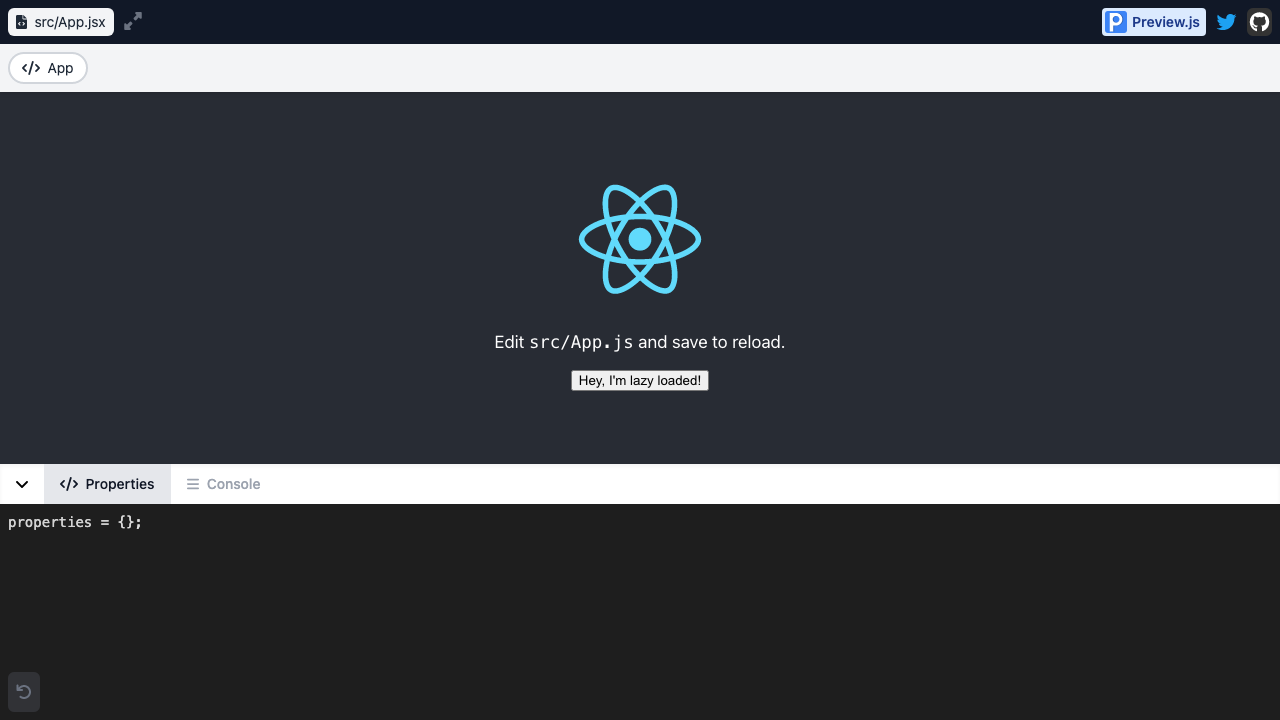 src/App.jsx
Preview.js
App
Edit src/App.js and save to reload.
Hey, I'm lazy loaded!
Properties
Console
properties = {};